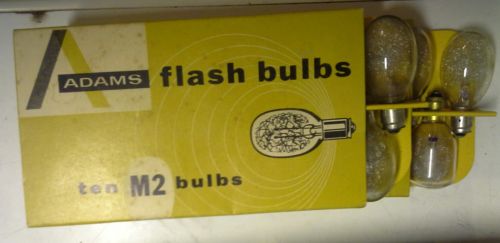 ADAMS
flash bulbs
ten M2 bulbs